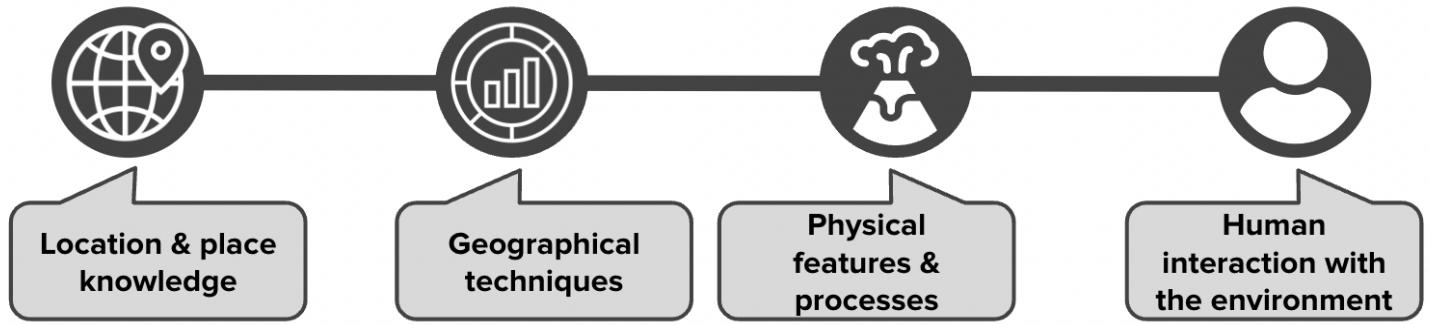 Location & place
knowledge
Geographical
techniques
Physical
features &
processes
Human
interaction with
the environment